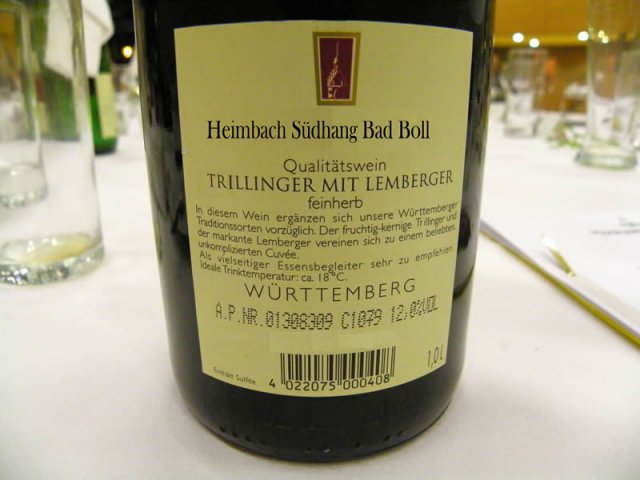 Heimbach Südhang Bad Boll
Qualitätswein
TRILLINGER MIT LEMBERGER
feinherb
In diesem Wein ergänzen sich unsere Württemberger
Traditionssorten vorzüglich. Der fruchtig-kernige Trillinger und
der markante Lemberger vereinen sich zu einem beliebten,
unkomplizierten Cuvée.
Als vielseitiger Essensbegleiter sehr zu empfehlen.
Ideale Trinktemperatur: ca. 18°C.
WÜRTTEMBERG
A.P.NR.01308309 C1079 12,0%VOL
1,0 L
Enthält Sulfite
4 022075 000408